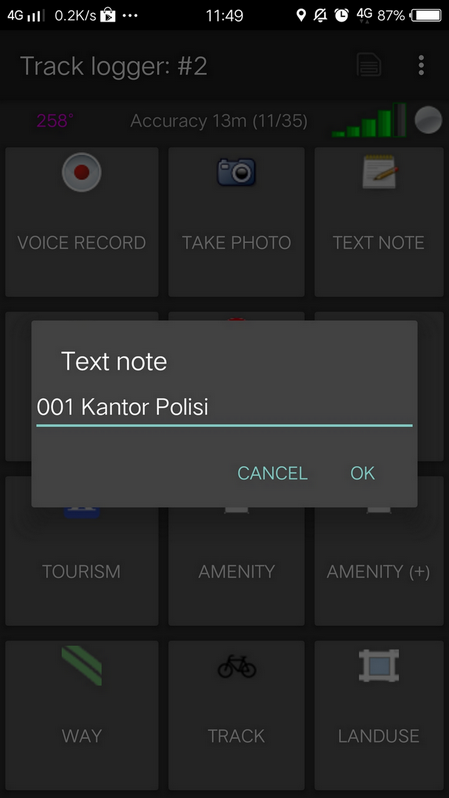 4G 0.2K/s ••• 11:49 4G 87%
Track logger: #2
258° Accuracy 13m (11/35)
VOICE RECORD TAKE PHOTO TEXT NOTE
Text note
001 Kantor Polisi
CANCEL OK
TOURISM AMENITY AMENITY (+)
WAY TRACK LANDUSE